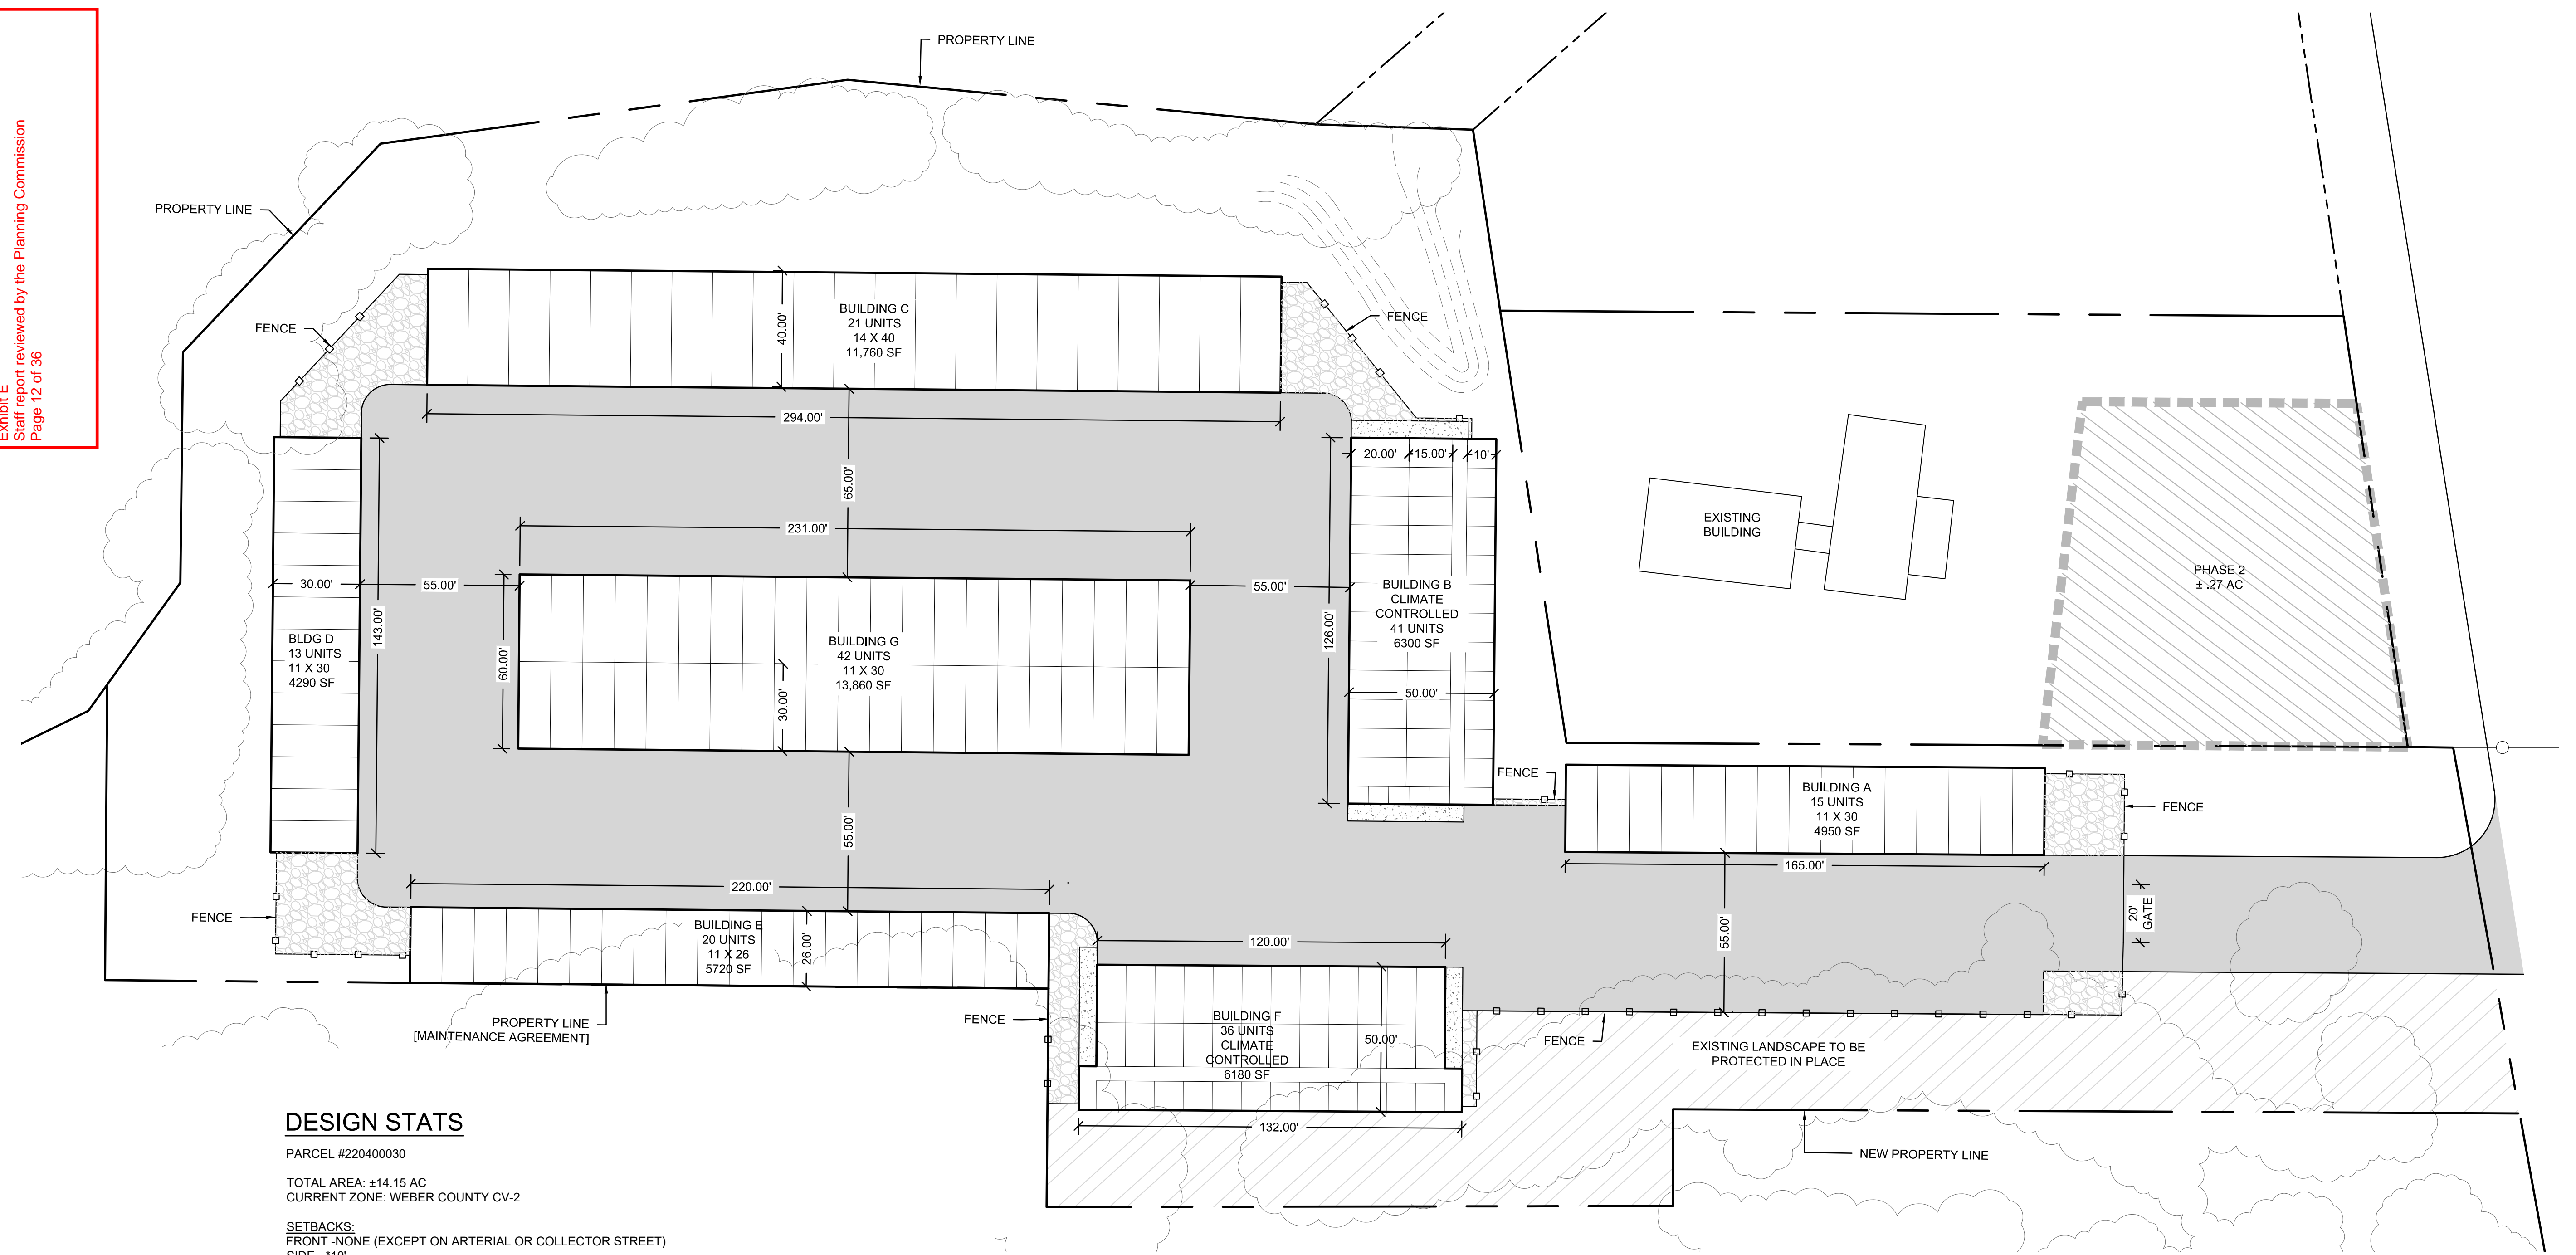 Exhibit E
Staff report reviewed by the Planning Commission
Page 12 of 36
PROPERTY LINE
PROPERTY LINE
FENCE
BUILDING C
21 UNITS
14 X 40
11,760 SF
40.00'
294.00'
FENCE
65.00'
231.00'
20.00'
15.00'
10'
126.00'
BUILDING B
CLIMATE
CONTROLLED
41 UNITS
6300 SF
50.00'
EXISTING
BUILDING
PHASE 2
± .27 AC
30.00'
55.00'
143.00'
BLDG D
13 UNITS
11 X 30
4290 SF
60.00'
BUILDING G
42 UNITS
11 X 30
13,860 SF
30.00'
55.00'
FENCE
BUILDING A
15 UNITS
11 X 30
4950 SF
FENCE
165.00'
55.00'
220.00'
FENCE
BUILDING E
20 UNITS
11 X 26
5720 SF
26.00'
55.00'
20'
GATE
120.00'
PROPERTY LINE
[MAINTENANCE AGREEMENT]
FENCE
BUILDING F
36 UNITS
CLIMATE
CONTROLLED
6180 SF
50.00'
132.00'
FENCE
EXISTING LANDSCAPE TO BE
PROTECTED IN PLACE
NEW PROPERTY LINE
DESIGN STATS
PARCEL #220400030
TOTAL AREA: ±14.15 AC
CURRENT ZONE: WEBER COUNTY CV-2
SETBACKS:
FRONT -NONE (EXCEPT ON ARTERIAL OR COLLECTOR STREET)
SIDE - *10'